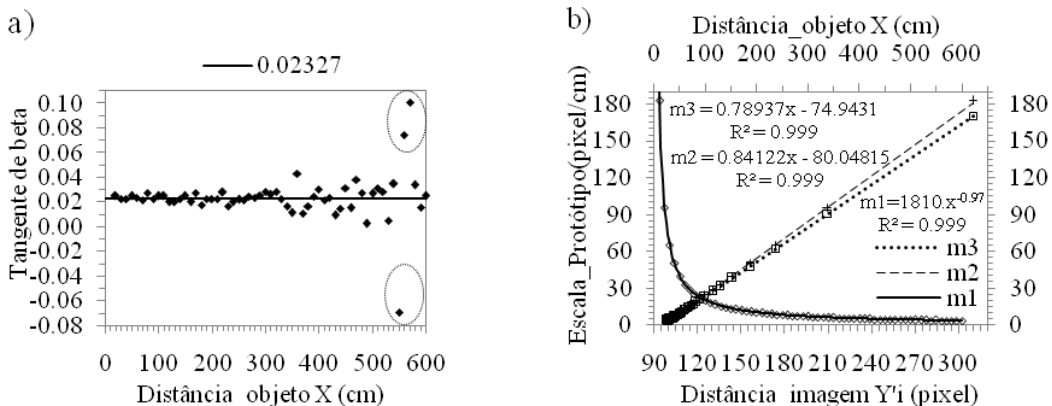 a)
0.02327
Tangente de beta
0.10
0.08
0.06
0.04
0.02
0.00
-0.02
-0.04
-0.06
-0.08
0 100 200 300 400 500 600
Distância_objeto X (cm)
b)
Distância_objeto X (cm)
0 100 200 300 400 500 600
Escala_Protótipo(pixel/cm)
180
150
120
90
60
30
0
m3 = 0.78937x - 74.9431
R² = 0.999
m2 = 0.84122x - 80.04815
R² = 0.999
m1=1810.x-0.97
R² = 0.999
m3
m2
m1
180
150
120
90
60
30
0
90 120 150 180 210 240 270 300
Distância_imagem Y'i (pixel)